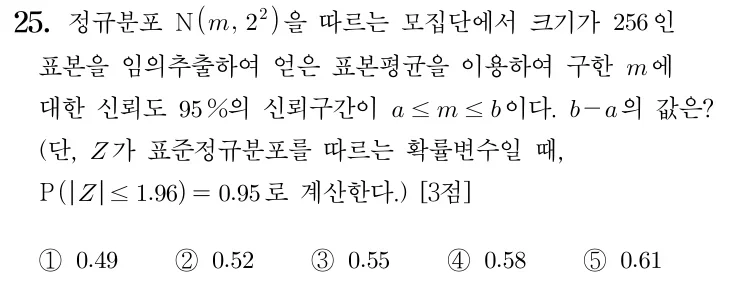 25. 정규분포 N(m, 2²)을 따르는 모집단에서 크기가 256인
표본을 임의추출하여 얻은 표본평균을 이용하여 구한 m에
대한 신뢰도 95%의 신뢰구간이 a ≤ m ≤ b이다. b−a의 값은?
(단, Z가 표준정규분포를 따르는 확률변수일 때,
P(|Z| ≤ 1.96) = 0.95로 계산한다.) [3점]
① 0.49 ② 0.52 ③ 0.55 ④ 0.58 ⑤ 0.61